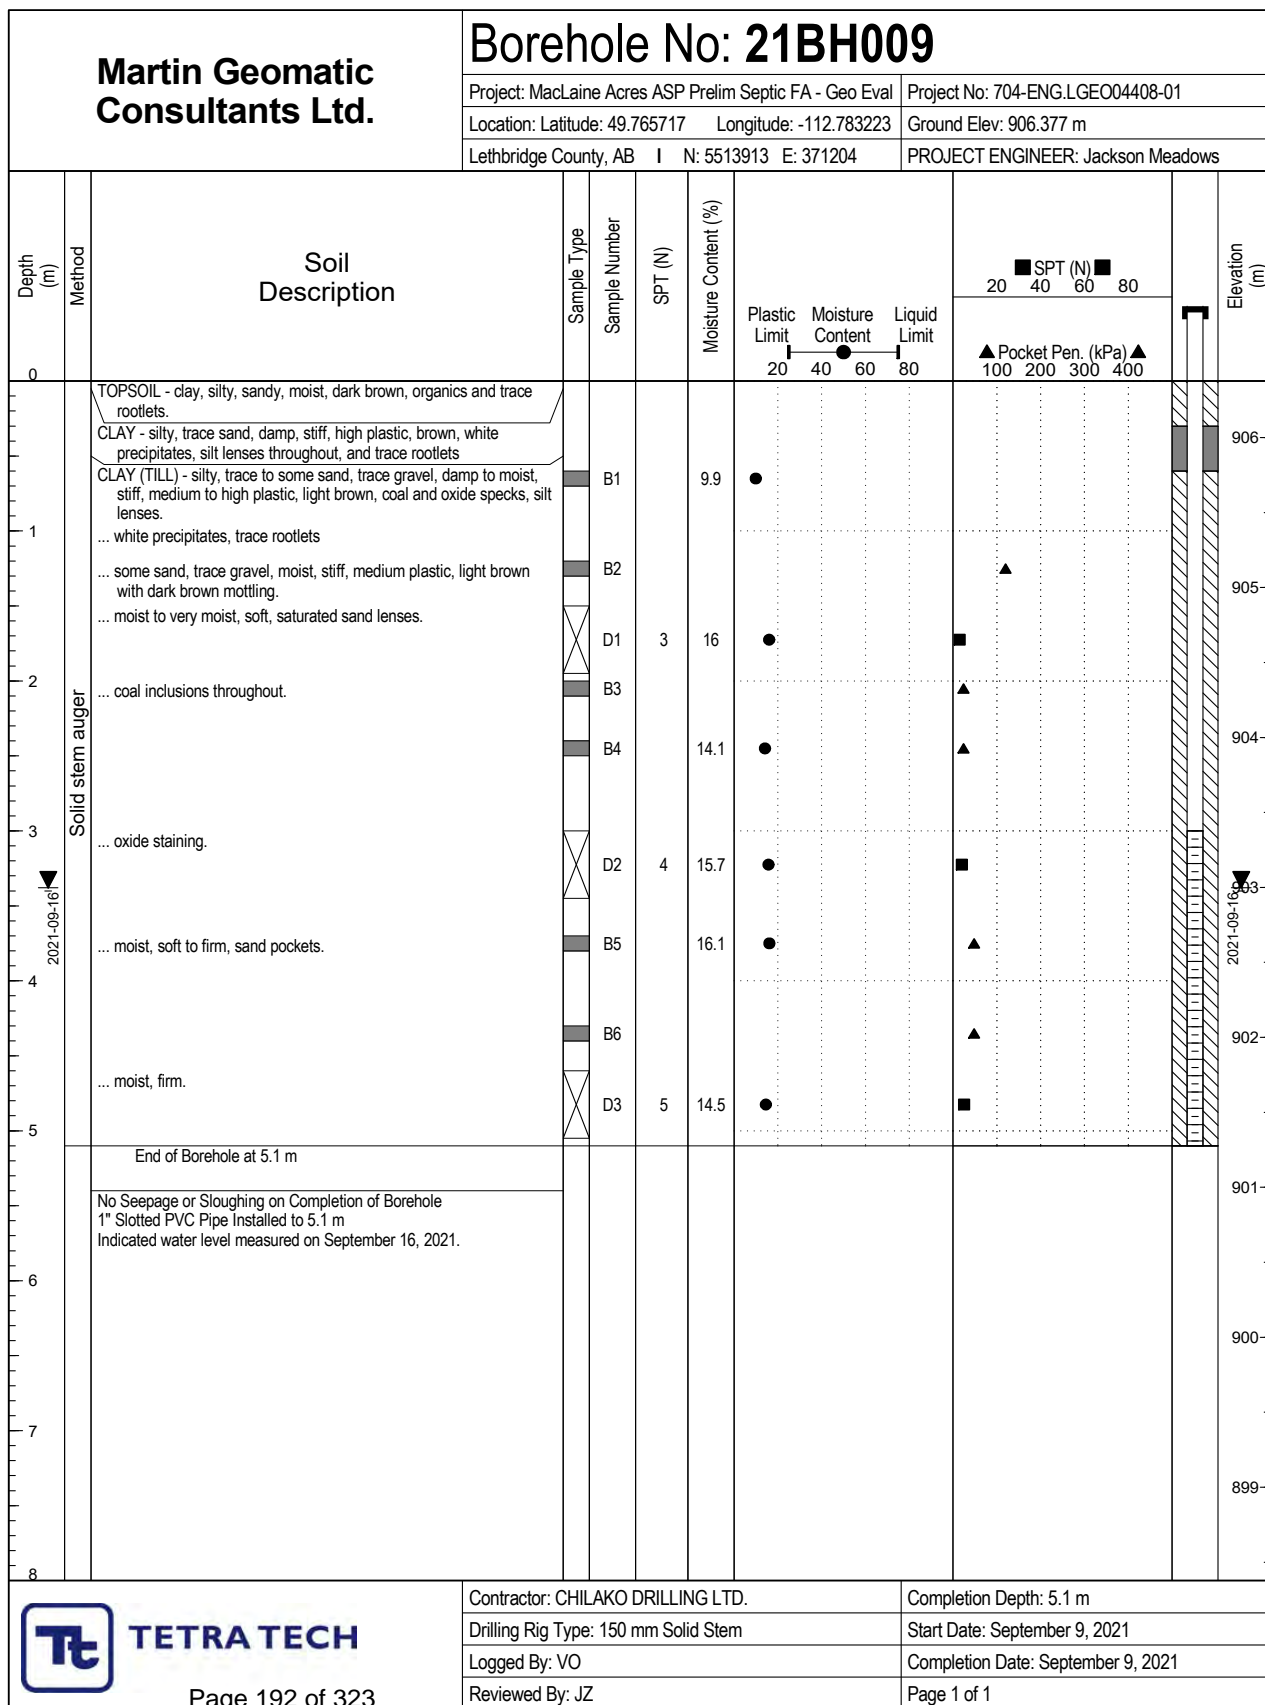 Martin Geomatic
Consultants Ltd.
Borehole No: 21BH009
Project: MacLaine Acres ASP Prelim Septic FA - Geo Eval
Project No: 704-ENG.LGEO04408-01
Location: Latitude: 49.765717 Longitude: -112.783223
Ground Elev: 906.377 m
Lethbridge County, AB I N: 5513913 E: 371204
PROJECT ENGINEER: Jackson Meadows
Depth
(m)
Method
Soil
Description
Sample Type
Sample Number
SPT (N)
Moisture Content (%)
Plastic
Limit
Moisture
Content
Liquid
Limit
20 40 60 80
SPT (N)
20 40 60 80
Pocket Pen. (kPa)
100 200 300 400
Elevation
(m)
0
TOPSOIL - clay, silty, sandy, moist, dark brown, organics and trace
rootlets.
CLAY - silty, trace sand, damp, stiff, high plastic, brown, white
precipitates, silt lenses throughout, and trace rootlets
906
CLAY (TILL) - silty, trace to some sand, trace gravel, damp to moist,
stiff, medium to high plastic, light brown, coal and oxide specks, silt
lenses.
B1 9.9
1
... white precipitates, trace rootlets
... some sand, trace gravel, moist, stiff, medium plastic, light brown
with dark brown mottling.
B2
905
... moist to very moist, soft, saturated sand lenses.
D1 3 16
2
... coal inclusions throughout.
B3
Solid stem auger
B4 14.1
904
3
... oxide staining.
D2 4 15.7
903
2021-09-16
2021-09-16
... moist, soft to firm, sand pockets.
B5 16.1
4
B6
902
... moist, firm.
D3 5 14.5
5
End of Borehole at 5.1 m
901
No Seepage or Sloughing on Completion of Borehole
1" Slotted PVC Pipe Installed to 5.1 m
Indicated water level measured on September 16, 2021.
6
900
7
899
8
Tt
TETRA TECH
Page 192 of 323
Contractor: CHILAKO DRILLING LTD.
Completion Depth: 5.1 m
Drilling Rig Type: 150 mm Solid Stem
Start Date: September 9, 2021
Logged By: VO
Completion Date: September 9, 2021
Reviewed By: JZ
Page 1 of 1